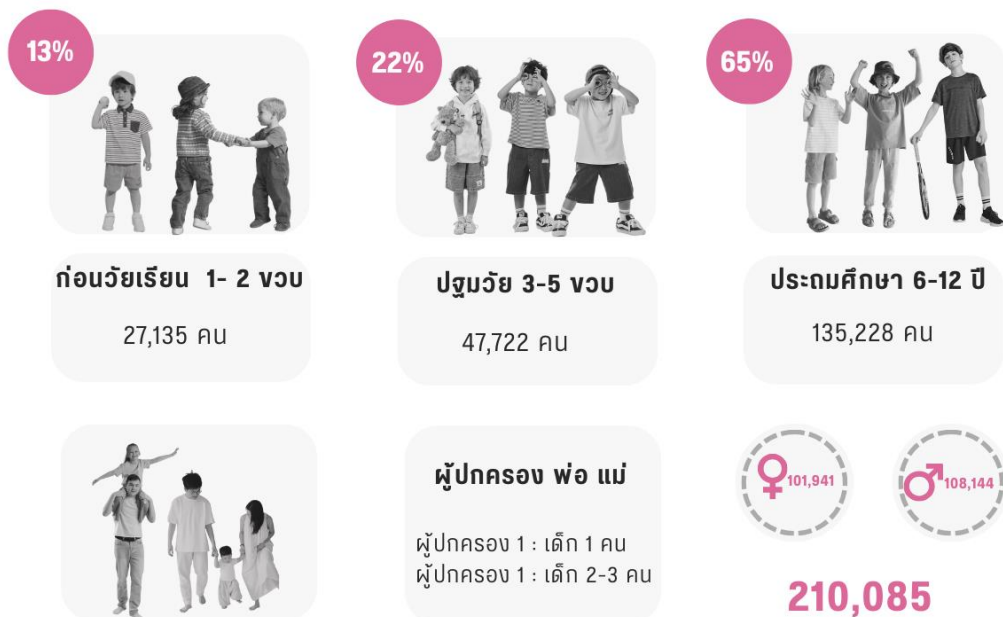 13%
22%
65%
ก่อนวัยเรียน 1- 2 ขวบ
27,135 คน
ปฐมวัย 3-5 ขวบ
47,722 คน
ประถมศึกษา 6-12 ปี
135,228 คน
ผู้ปกครอง พ่อ แม่
ผู้ปกครอง 1 : เด็ก 1 คน
ผู้ปกครอง 1 : เด็ก 2-3 คน
101,941
108,144
210,085